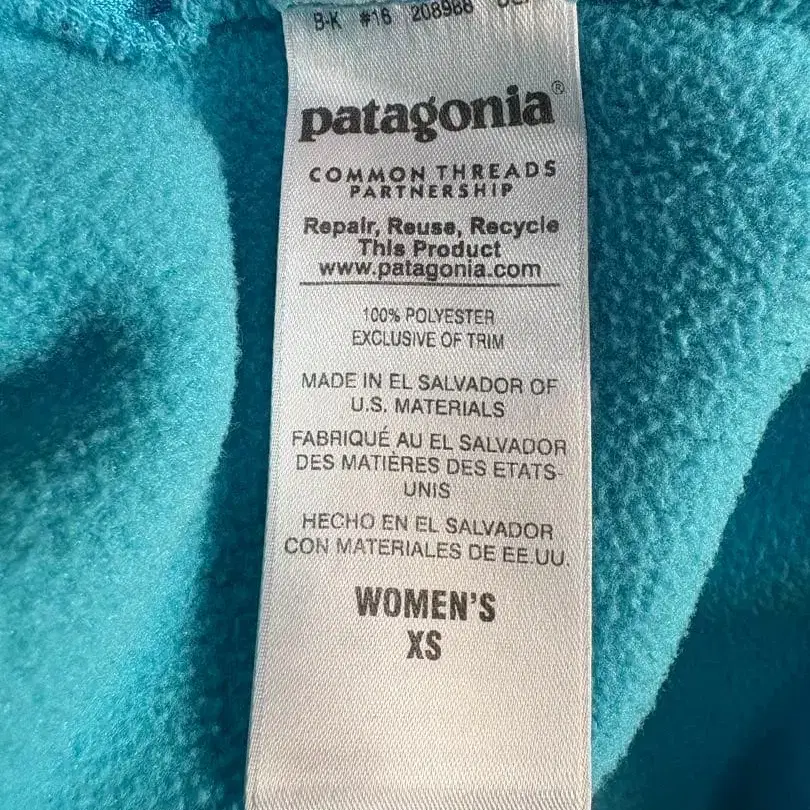 B-K #16 208988
patagonia®
COMMON THREADS
PARTNERSHIP
Repair, Reuse, Recycle
This Product
www.patagonia.com
100% POLYESTER
EXCLUSIVE OF TRIM
MADE IN EL SALVADOR OF
U.S. MATERIALS
FABRIQUÉ AU EL SALVADOR
DES MATIÈRES DES ETATS-
UNIS
HECHO EN EL SALVADOR
CON MATERIALES DE EE.UU.
WOMEN'S
XS